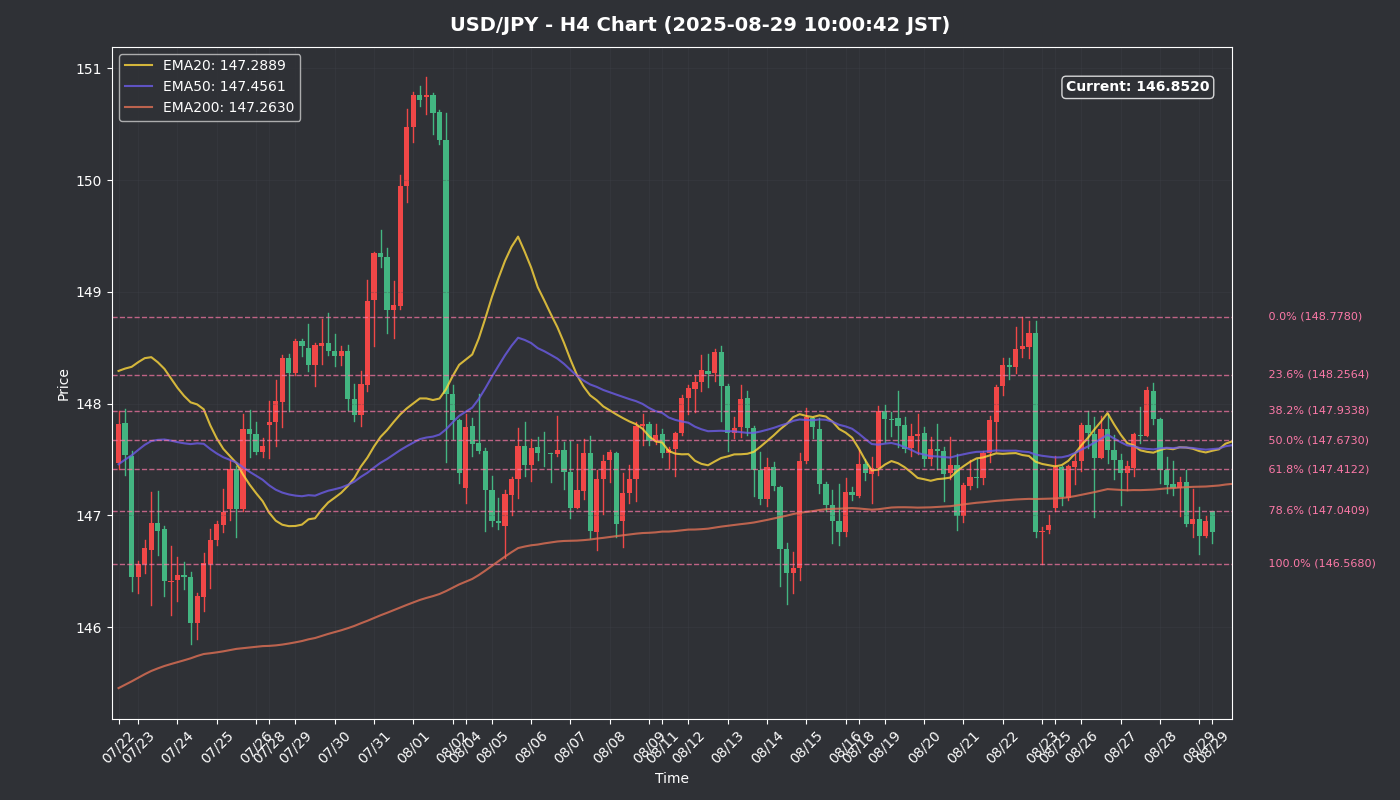 USD/JPY - H4 Chart (2025-08-29 10:00:42 JST)
EMA20: 147.2889
EMA50: 147.4561
EMA200: 147.2630
Current: 146.8520
151
150
149
148
147
146
Price
0.0% (148.7780)
23.6% (148.2564)
38.2% (147.9338)
50.0% (147.6730)
61.8% (147.4122)
78.6% (147.0409)
100.0% (146.5680)
07/22 07/23 07/24 07/25 07/26 07/28 07/29 07/30 07/31 08/01 08/02 08/04 08/05 08/06 08/07 08/08 08/09 08/11 08/12 08/13 08/14 08/15 08/16 08/18 08/19 08/20 08/21 08/22 08/23 08/25 08/26 08/27 08/28 08/29 08/29
Time